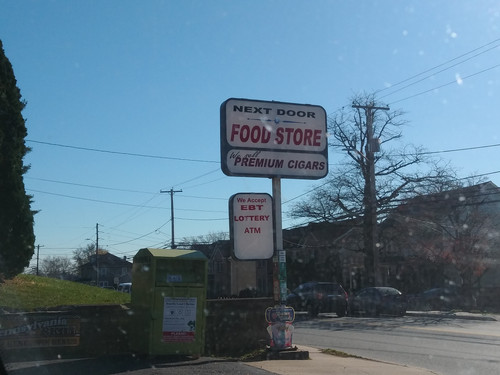 NEXT DOOR
FOOD STORE
We sell
PREMIUM CIGARS
We Accept
EBT
LOTTERY
ATM